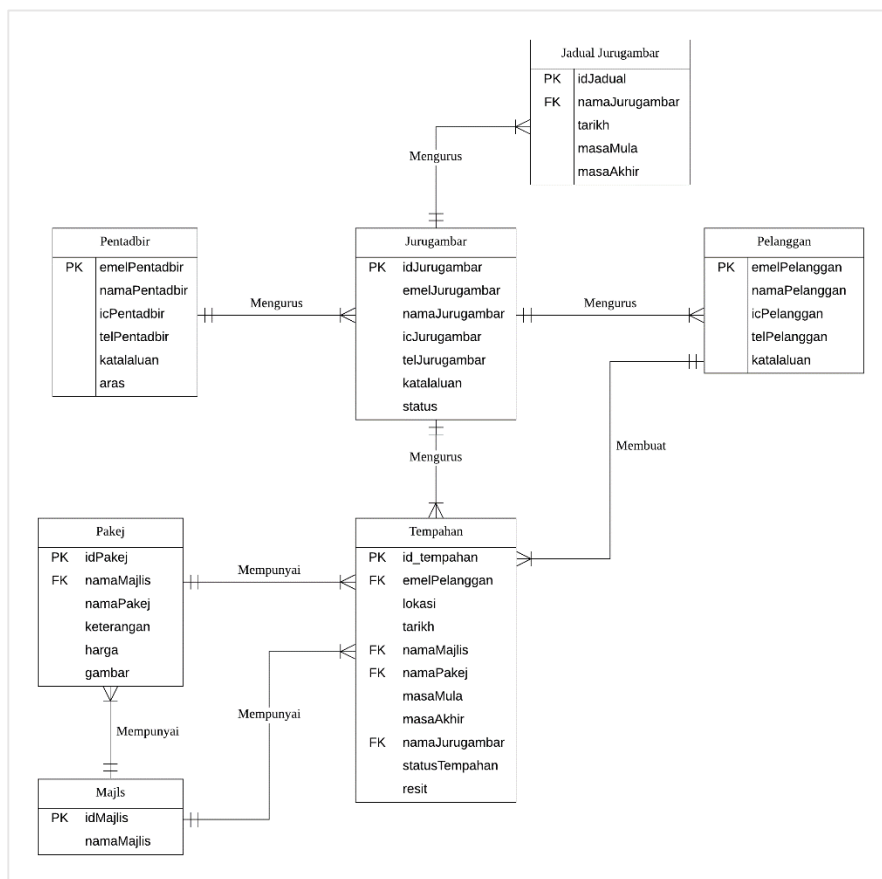 Jadual Jurugambar
PK idJadual
FK namaJurugambar
tarikh
masaMula
masaAkhir
Mengurus
Pentadbir
PK emelPentadbir
namaPentadbir
icPentadbir
telPentadbir
katalaluan
aras
Mengurus
Jurugambar
PK idJurugambar
emelJurugambar
namaJurugambar
icJurugambar
telJurugambar
katalaluan
status
Mengurus
Pelanggan
PK emelPelanggan
namaPelanggan
icPelanggan
telPelanggan
katalaluan
Mengurus
Membuat
Pakej
PK idPakej
FK namaMajlis
namaPakej
keterangan
harga
gambar
Mempunyai
Tempahan
PK id_tempahan
FK emelPelanggan
lokasi
tarikh
FK namaMajlis
FK namaPakej
masaMula
masaAkhir
FK namaJurugambar
statusTempahan
resit
Mempunyai
Mempunyai
Majls
PK idMajlis
namaMajlis